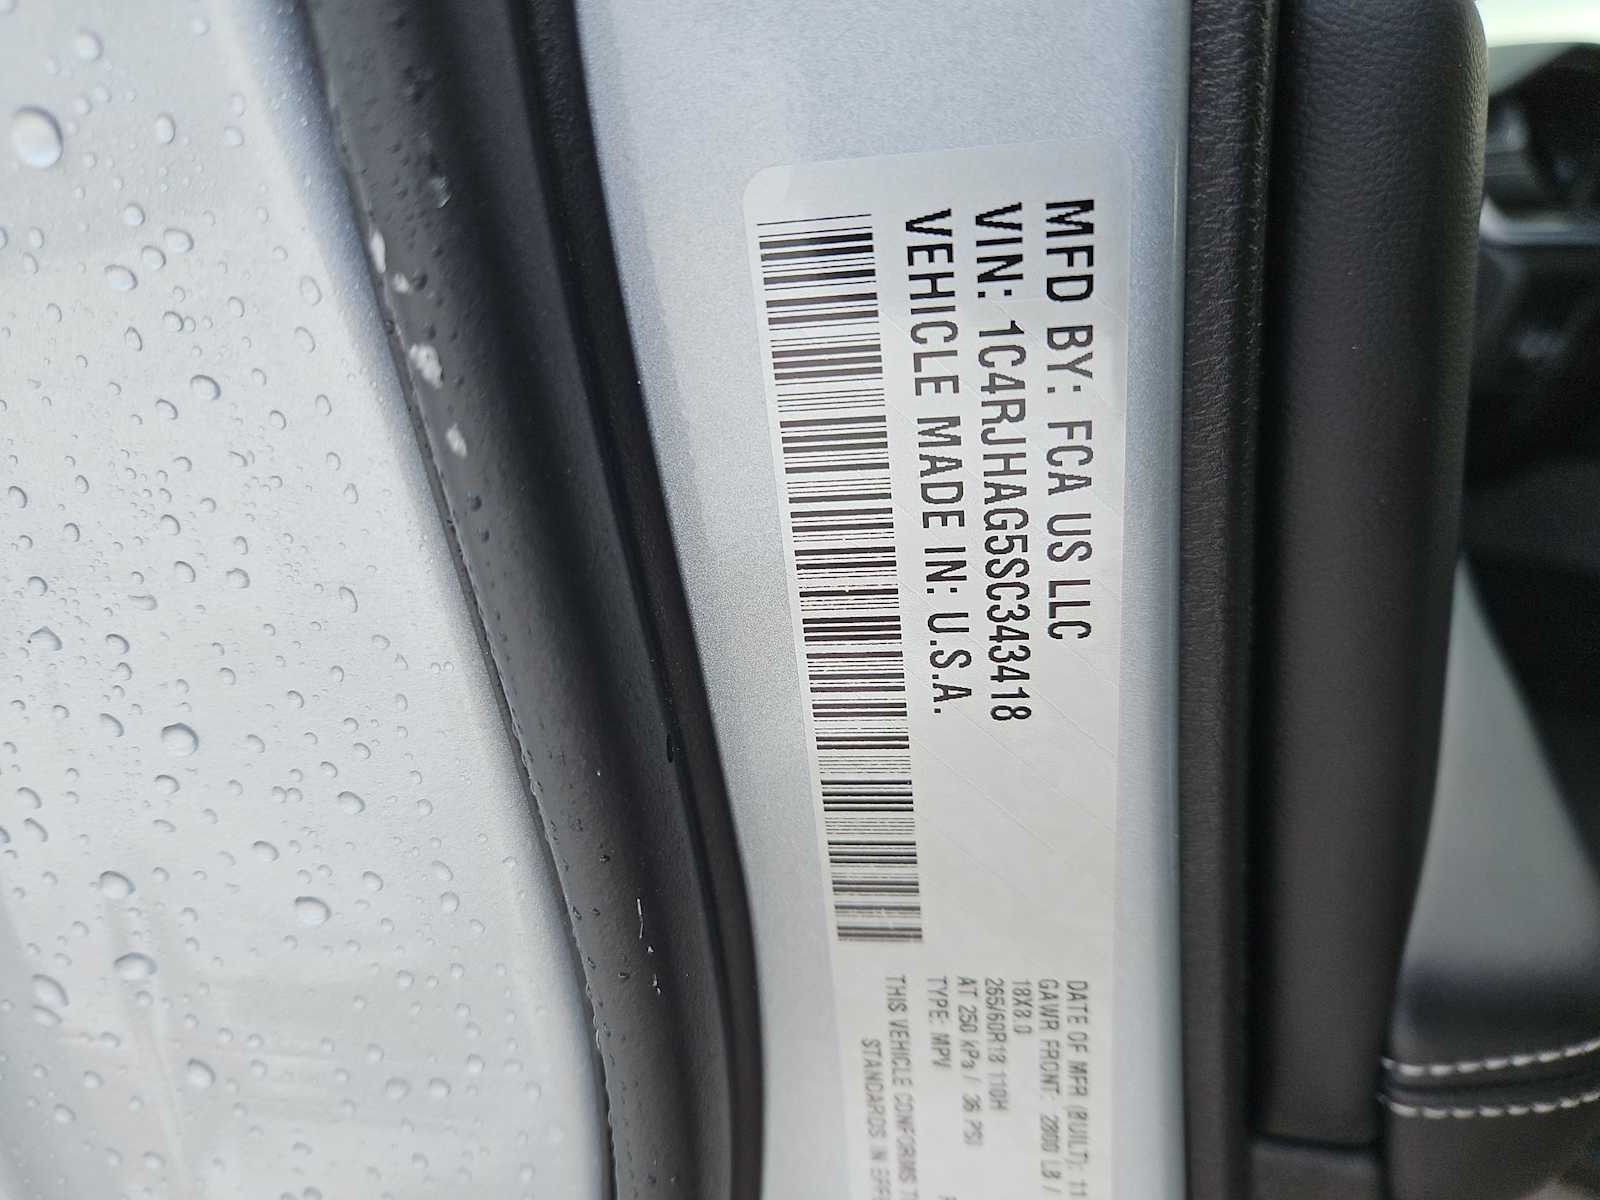 MFD BY: FCA US LLC
VIN: 1C4RJHAG5SC343418
VEHICLE MADE IN: U.S.A.
DATE OF MFR (BUILT): 11
GAWR FRONT: 2800 LB /
18X8.0
265/60R18 110H
AT 250 kPa / 36 PSI
TYPE: MPV
THIS VEHICLE CONFORMS
STANDARDS IN